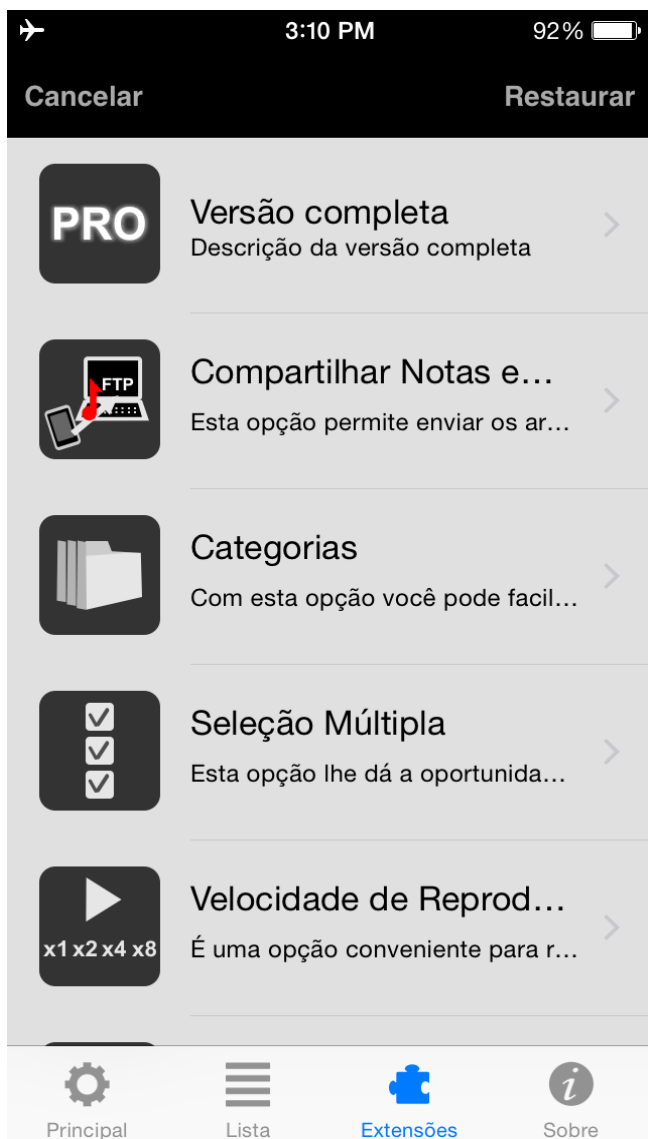 3:10 PM
92%
Cancelar
Restaurar
PRO
Versão completa
Descrição da versão completa
FTP
Compartilhar Notas e...
Esta opção permite enviar os ar...
Categorias
Com esta opção você pode facil...
Seleção Múltipla
Esta opção lhe dá a oportunida...
x1 x2 x4 x8
Velocidade de Reprod...
É uma opção conveniente para r...
Principal
Lista
Extensões
Sobre